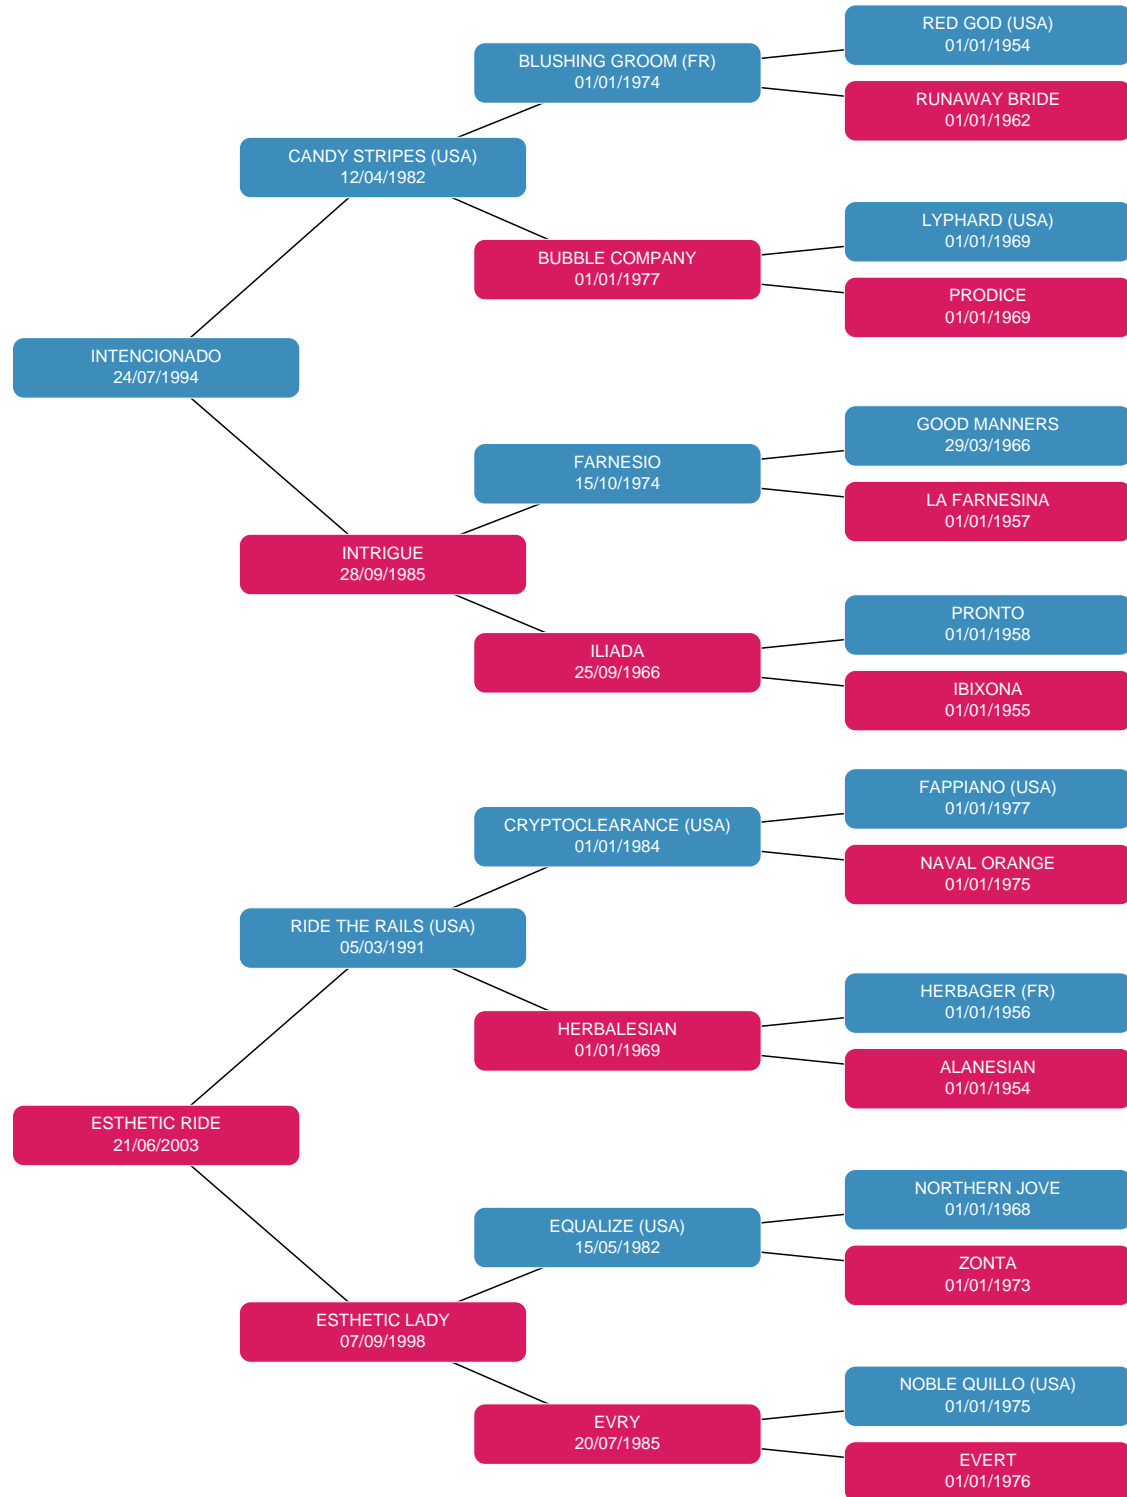 RED GOD (USA)
01/01/1954
BLUSHING GROOM (FR)
01/01/1974
RUNAWAY BRIDE
01/01/1962
CANDY STRIPES (USA)
12/04/1982
LYPHARD (USA)
01/01/1969
BUBBLE COMPANY
01/01/1977
PRODICE
01/01/1969
INTENCIONADO
24/07/1994
GOOD MANNERS
29/03/1966
FARNESIO
15/10/1974
LA FARNESINA
01/01/1957
INTRIGUE
28/09/1985
PRONTO
01/01/1958
ILIADA
25/09/1966
IBIXONA
01/01/1955
FAPPIANO (USA)
01/01/1977
CRYPTOCLEARANCE (USA)
01/01/1984
NAVAL ORANGE
01/01/1975
RIDE THE RAILS (USA)
05/03/1991
HERBAGER (FR)
01/01/1956
HERBALESIAN
01/01/1969
ALANESIAN
01/01/1954
ESTHETIC RIDE
21/06/2003
NORTHERN JOVE
01/01/1968
EQUALIZE (USA)
15/05/1982
ZONTA
01/01/1973
ESTHETIC LADY
07/09/1998
NOBLE QUILLO (USA)
01/01/1975
EVRY
20/07/1985
EVERT
01/01/1976